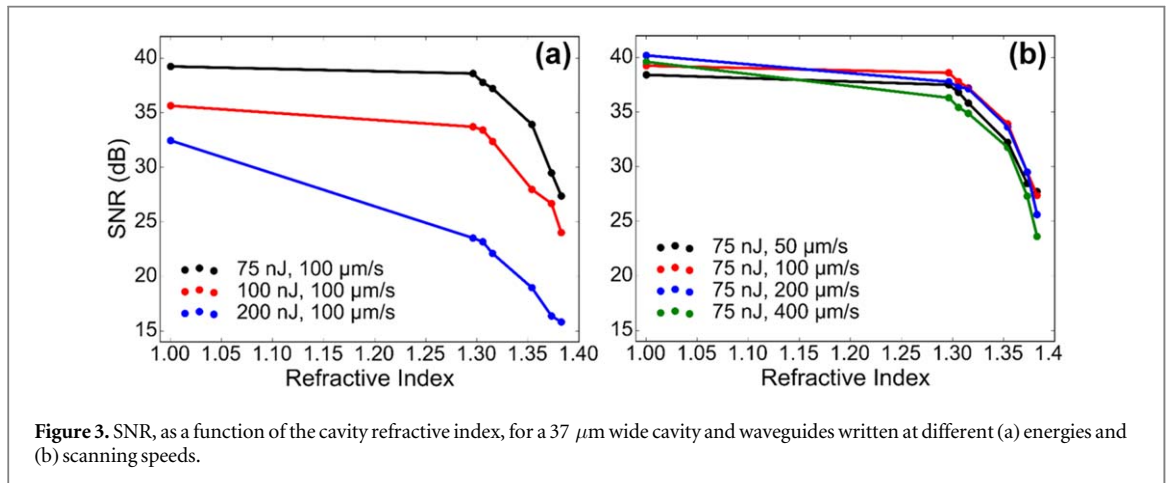 (a)
(b)
SNR (dB)
40
35
30
25
20
15
75 nJ, 100 μm/s
100 nJ, 100 μm/s
200 nJ, 100 μm/s
1.00 1.05 1.10 1.15 1.20 1.25 1.30 1.35 1.40
Refractive Index
40
35
30
25
20
15
75 nJ, 50 μm/s
75 nJ, 100 μm/s
75 nJ, 200 μm/s
75 nJ, 400 μm/s
1.00 1.05 1.10 1.15 1.20 1.25 1.30 1.35 1.4
Refractive Index
Figure 3. SNR, as a function of the cavity refractive index, for a 37 μm wide cavity and waveguides written at different (a) energies and
(b) scanning speeds.